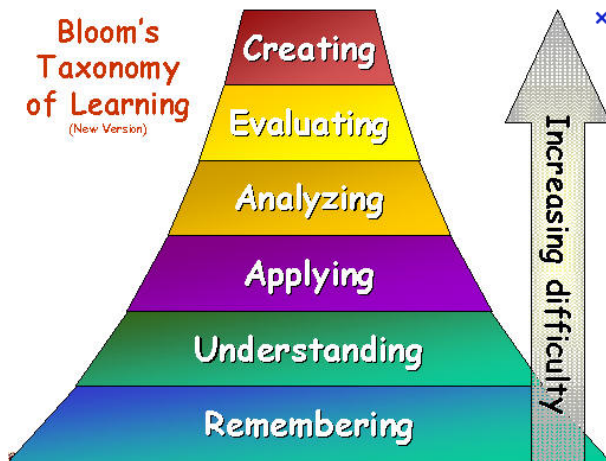 Bloom's
Taxonomy
of Learning
(New Version)
Creating
Evaluating
Analyzing
Applying
Understanding
Remembering
Increasing difficulty